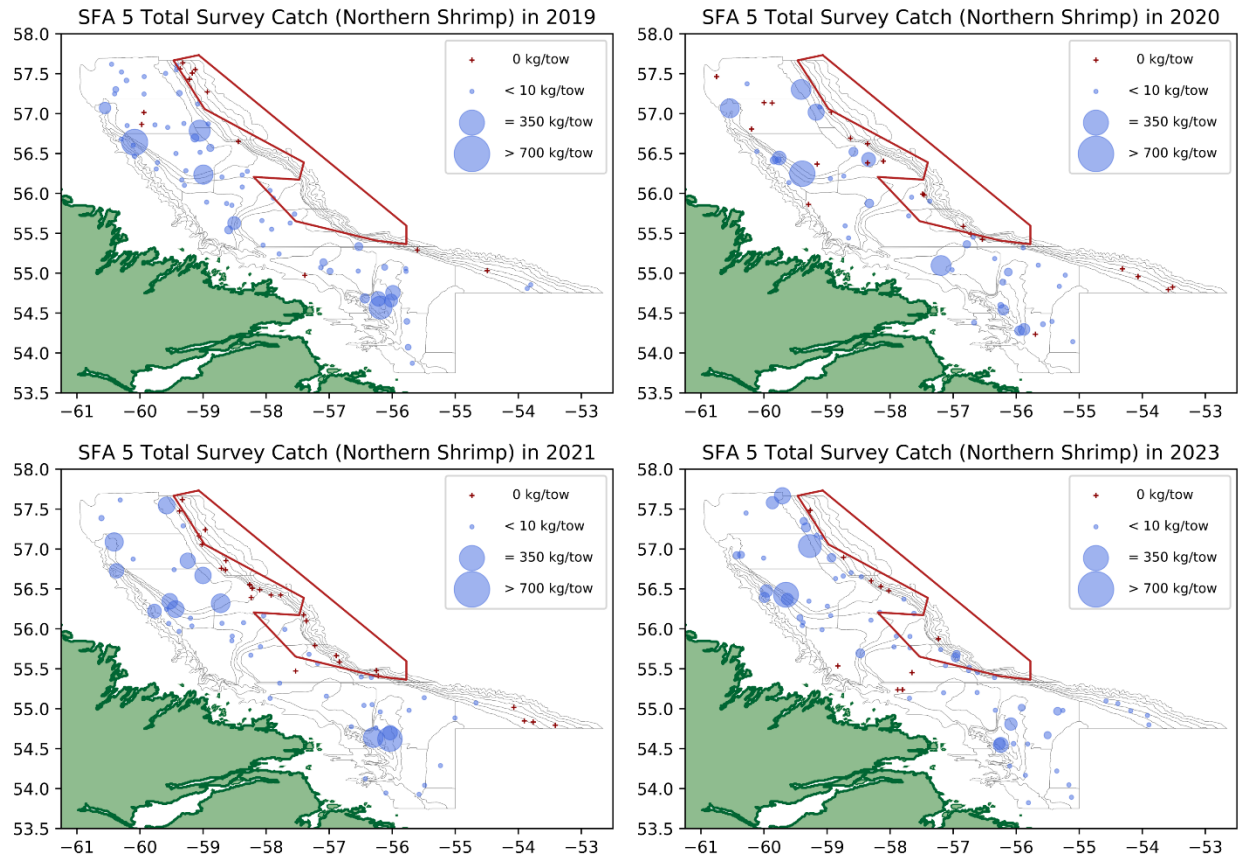 SFA 5 Total Survey Catch (Northern Shrimp) in 2019
58.0
57.5
57.0
56.5
56.0
55.5
55.0
54.5
54.0
53.5
−61 −60 −59 −58 −57 −56 −55 −54 −53
0 kg/tow
< 10 kg/tow
= 350 kg/tow
> 700 kg/tow
SFA 5 Total Survey Catch (Northern Shrimp) in 2020
58.0
57.5
57.0
56.5
56.0
55.5
55.0
54.5
54.0
53.5
−61 −60 −59 −58 −57 −56 −55 −54 −53
0 kg/tow
< 10 kg/tow
= 350 kg/tow
> 700 kg/tow
SFA 5 Total Survey Catch (Northern Shrimp) in 2021
58.0
57.5
57.0
56.5
56.0
55.5
55.0
54.5
54.0
53.5
−61 −60 −59 −58 −57 −56 −55 −54 −53
0 kg/tow
< 10 kg/tow
= 350 kg/tow
> 700 kg/tow
SFA 5 Total Survey Catch (Northern Shrimp) in 2023
58.0
57.5
57.0
56.5
56.0
55.5
55.0
54.5
54.0
53.5
−61 −60 −59 −58 −57 −56 −55 −54 −53
0 kg/tow
< 10 kg/tow
= 350 kg/tow
> 700 kg/tow